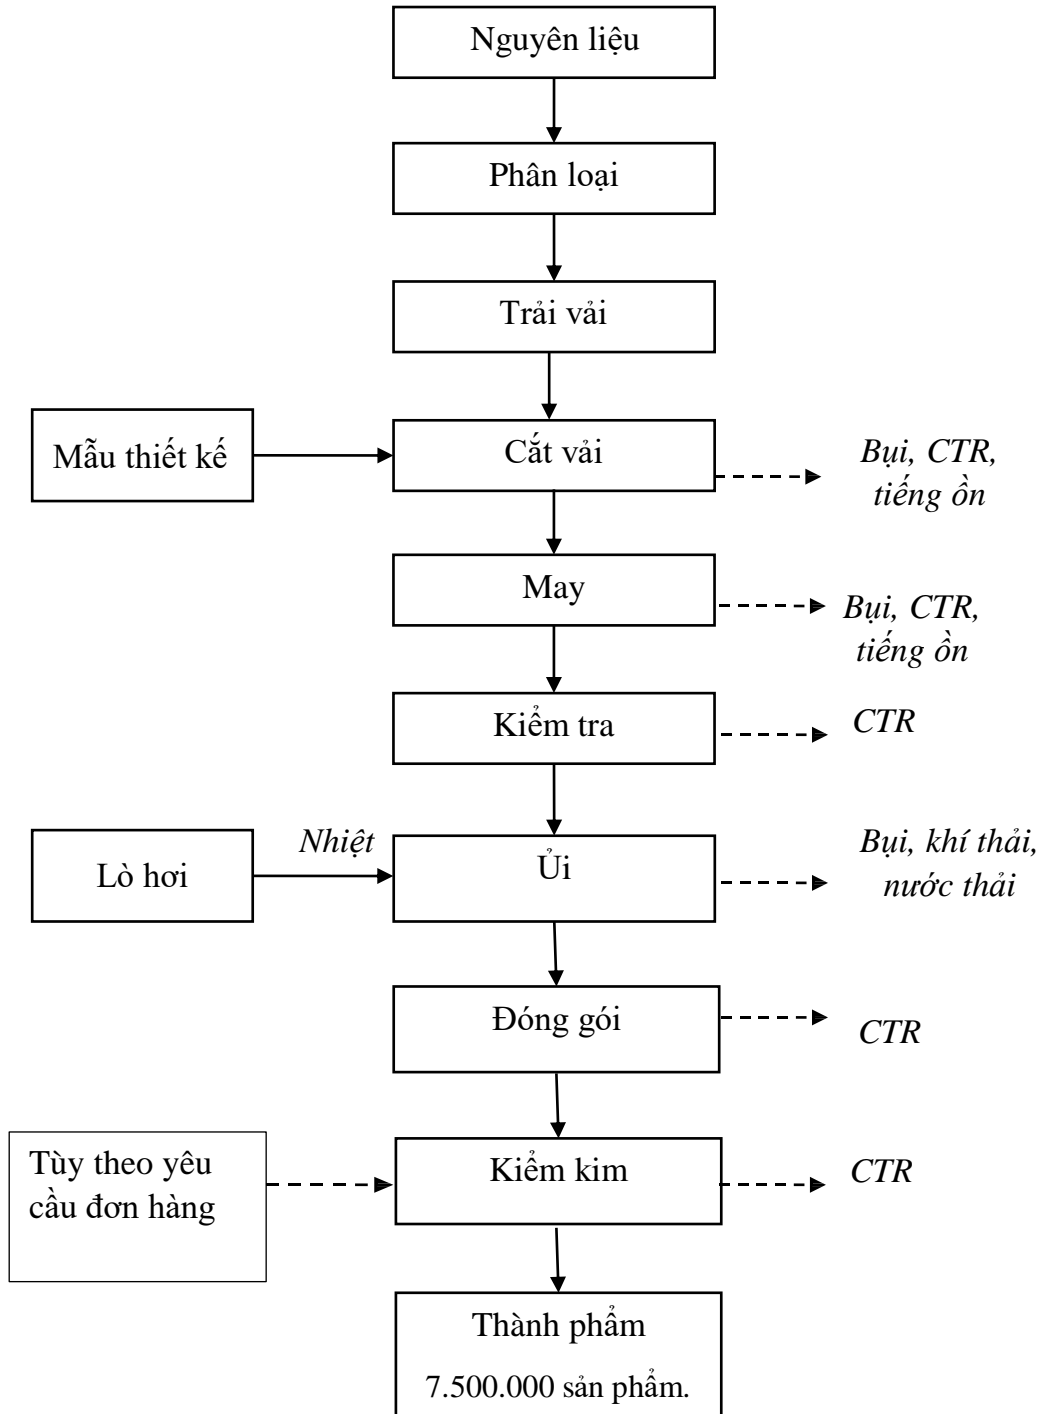 Nguyên liệu
Phân loại
Trải vải
Mẫu thiết kế
Cắt vải
Bụi, CTR,
tiếng ồn
May
Bụi, CTR,
tiếng ồn
Kiểm tra
CTR
Lò hơi
Nhiệt
Ủi
Bụi, khí thải,
nước thải
Đóng gói
CTR
Tùy theo yêu
cầu đơn hàng
Kiểm kim
CTR
Thành phẩm
7.500.000 sản phẩm.